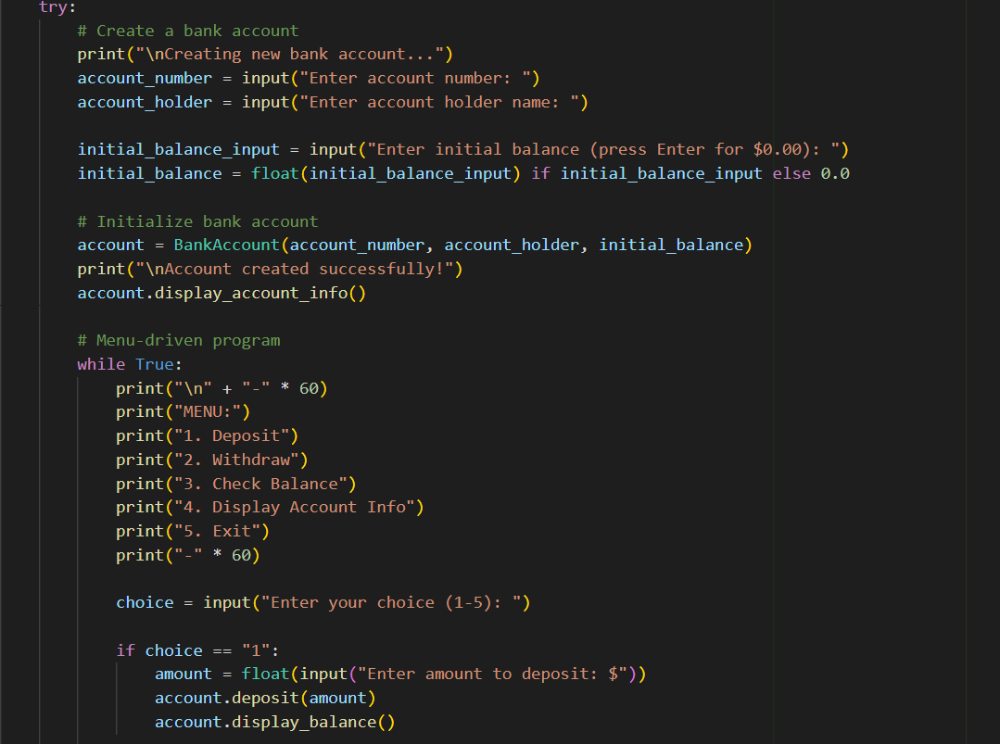 try:
    # Create a bank account
    print("\nCreating new bank account...")
    account_number = input("Enter account number: ")
    account_holder = input("Enter account holder name: ")

    initial_balance_input = input("Enter initial balance (press Enter for $0.00): ")
    initial_balance = float(initial_balance_input) if initial_balance_input else 0.0

    # Initialize bank account
    account = BankAccount(account_number, account_holder, initial_balance)
    print("\nAccount created successfully!")
    account.display_account_info()

    # Menu-driven program
    while True:
        print("\n" + "-" * 60)
        print("MENU:")
        print("1. Deposit")
        print("2. Withdraw")
        print("3. Check Balance")
        print("4. Display Account Info")
        print("5. Exit")
        print("-" * 60)

        choice = input("Enter your choice (1-5): ")

        if choice == "1":
            amount = float(input("Enter amount to deposit: $"))
            account.deposit(amount)
            account.display_balance()